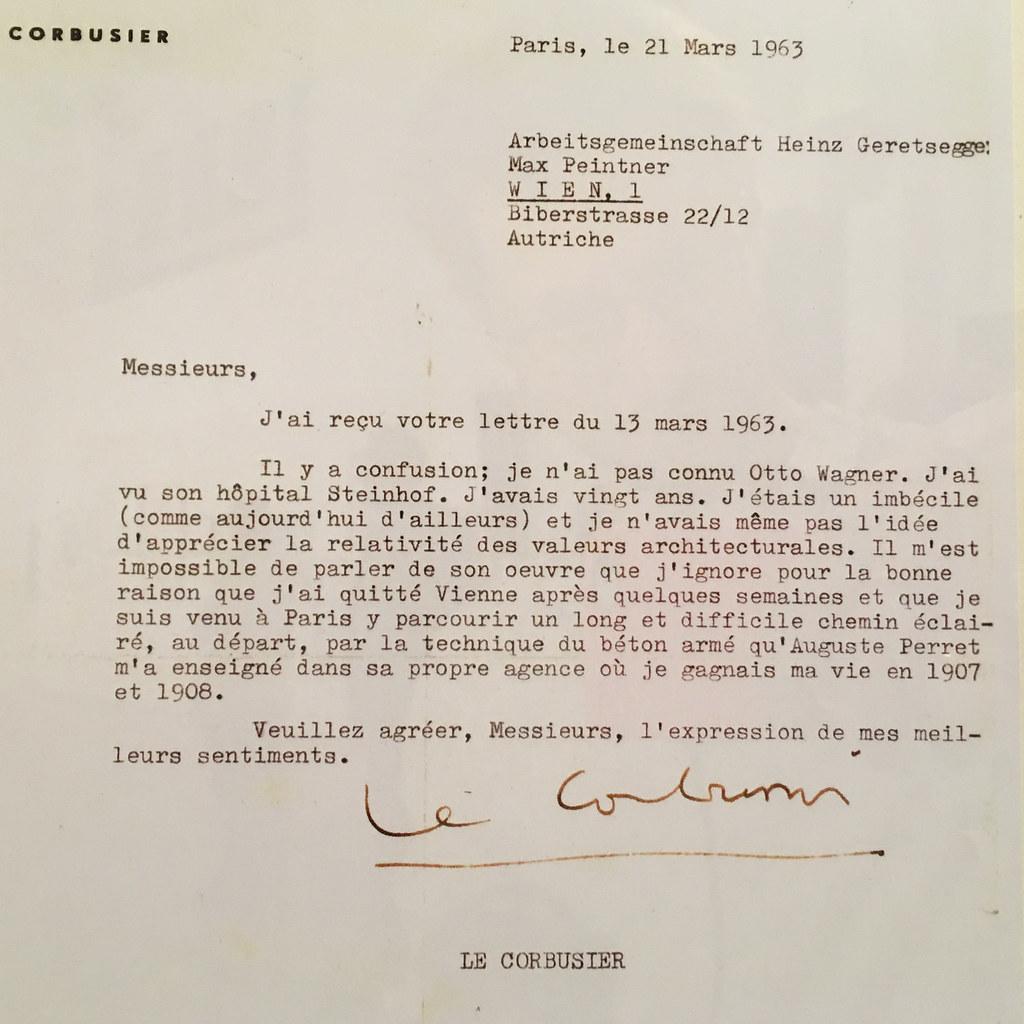 CORBUSIER
Paris, le 21 Mars 1963
Arbeitsgemeinschaft Heinz Geretsegge
Max Peintner
W I E N, 1
Biberstrasse 22/12
Autriche
Messieurs,
J'ai reçu votre lettre du 13 mars 1963.
Il y a confusion; je n'ai pas connu Otto Wagner. J'ai
vu son hôpital Steinhof. J'avais vingt ans. J'étais un imbécile
(comme aujourd'hui d'ailleurs) et je n'avais même pas l'idée
d'apprécier la relativité des valeurs architecturales. Il m'est
impossible de parler de son oeuvre que j'ignore pour la bonne
raison que j'ai quitté Vienne après quelques semaines et que je
suis venu à Paris y parcourir un long et difficile chemin éclai-
ré, au départ, par la technique du béton armé qu'Auguste Perret
m'a enseigné dans sa propre agence où je gagnais ma vie en 1907
et 1908.
Veuillez agréer, Messieurs, l'expression de mes meil-
leurs sentiments.
Le Corbusier
LE CORBUSIER